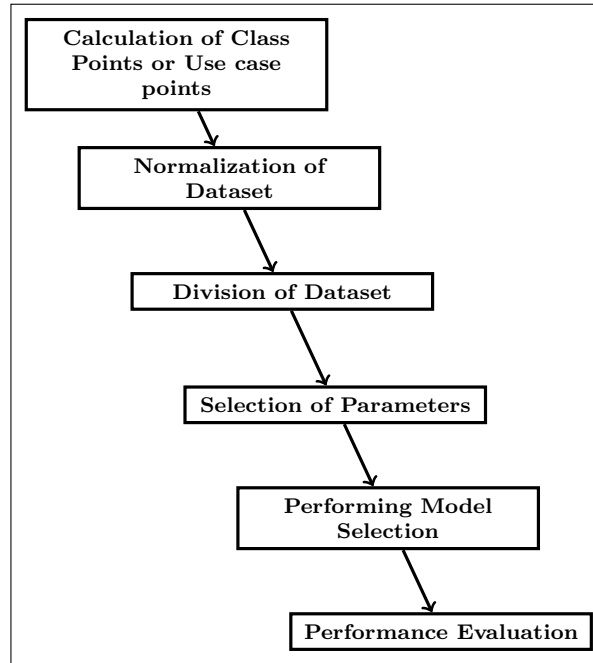 Calculation of Class
Points or Use case
points
Normalization of
Dataset
Division of Dataset
Selection of Parameters
Performing Model
Selection
Performance Evaluation